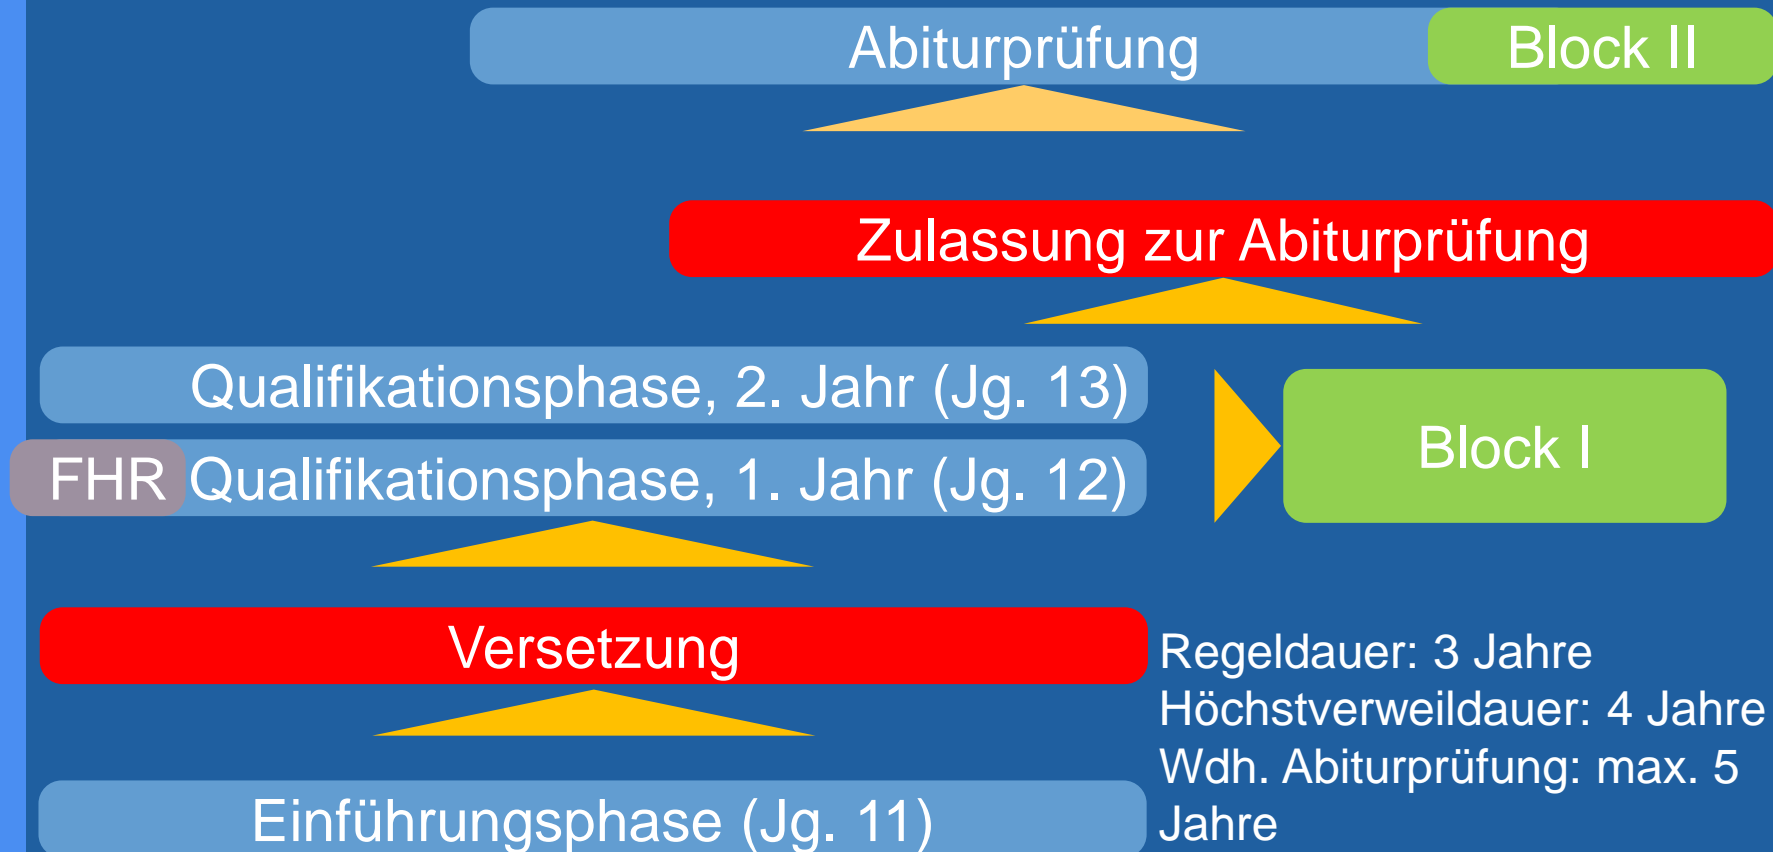 Abiturprüfung
Block II
Zulassung zur Abiturprüfung
Qualifikationsphase, 2. Jahr (Jg. 13)
FHR
Qualifikationsphase, 1. Jahr (Jg. 12)
Block I
Versetzung
Regeldauer: 3 Jahre
Höchstverweildauer: 4 Jahre
Wdh. Abiturprüfung: max. 5
Jahre
Einführungsphase (Jg. 11)